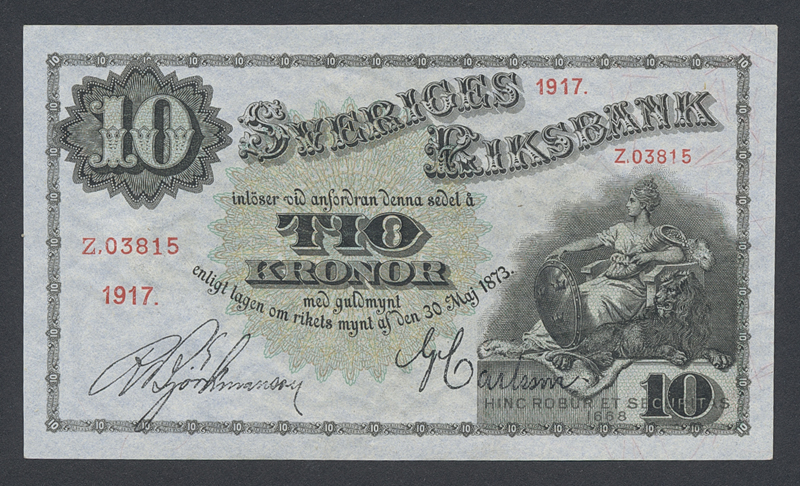 10
SVERIGES
1917.
RIKSBANK
Z.03815
inlöser vid anfordran denna sedel å
TIO
KRONOR
Z.03815
1917.
med guldmynt
enligt lagen om rikets mynt af den 30 Maj 1873.
HINC ROBUR ET SECURITAS
1668
10